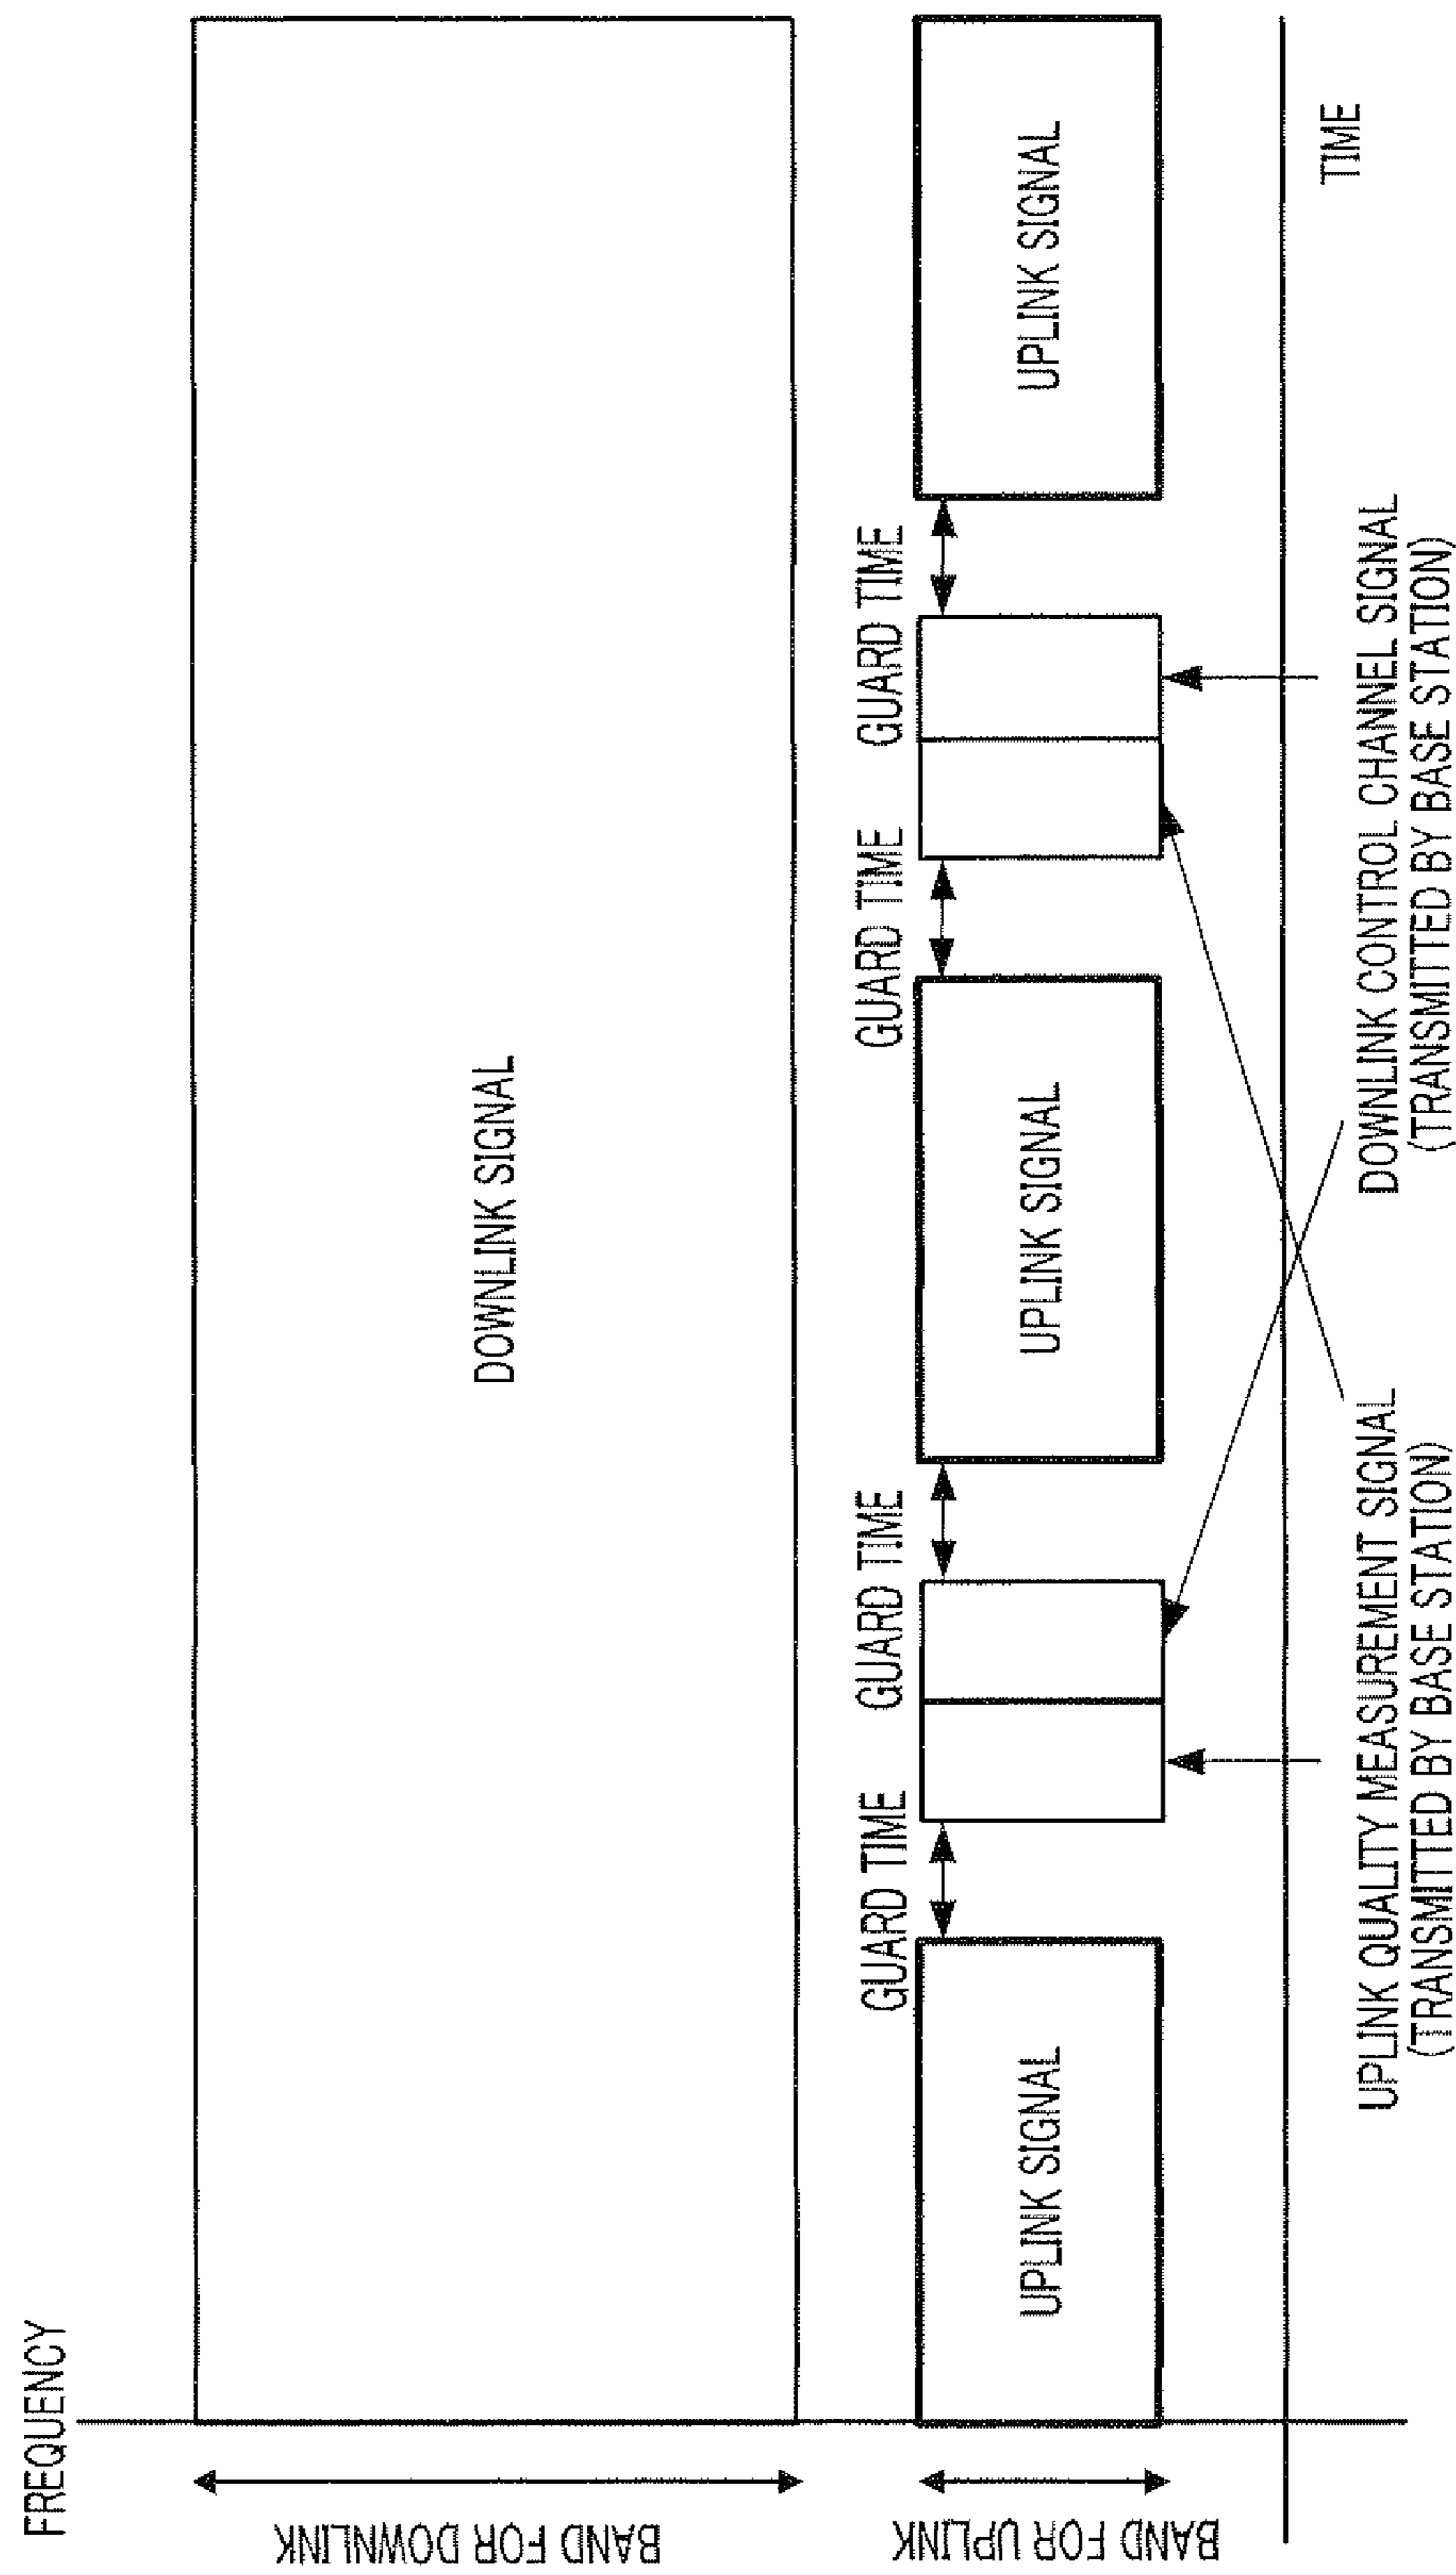 FREQUENCY
BAND FOR DOWNLINK
DOWNLINK SIGNAL
BAND FOR UPLINK
GUARD TIME
GUARD TIME
GUARD TIME
GUARD TIME
UPLINK SIGNAL
UPLINK SIGNAL
UPLINK SIGNAL
TIME
UPLINK QUALITY MEASUREMENT SIGNAL
(TRANSMITTED BY BASE STATION)
DOWNLINK CONTROL CHANNEL SIGNAL
(TRANSMITTED BY BASE STATION)